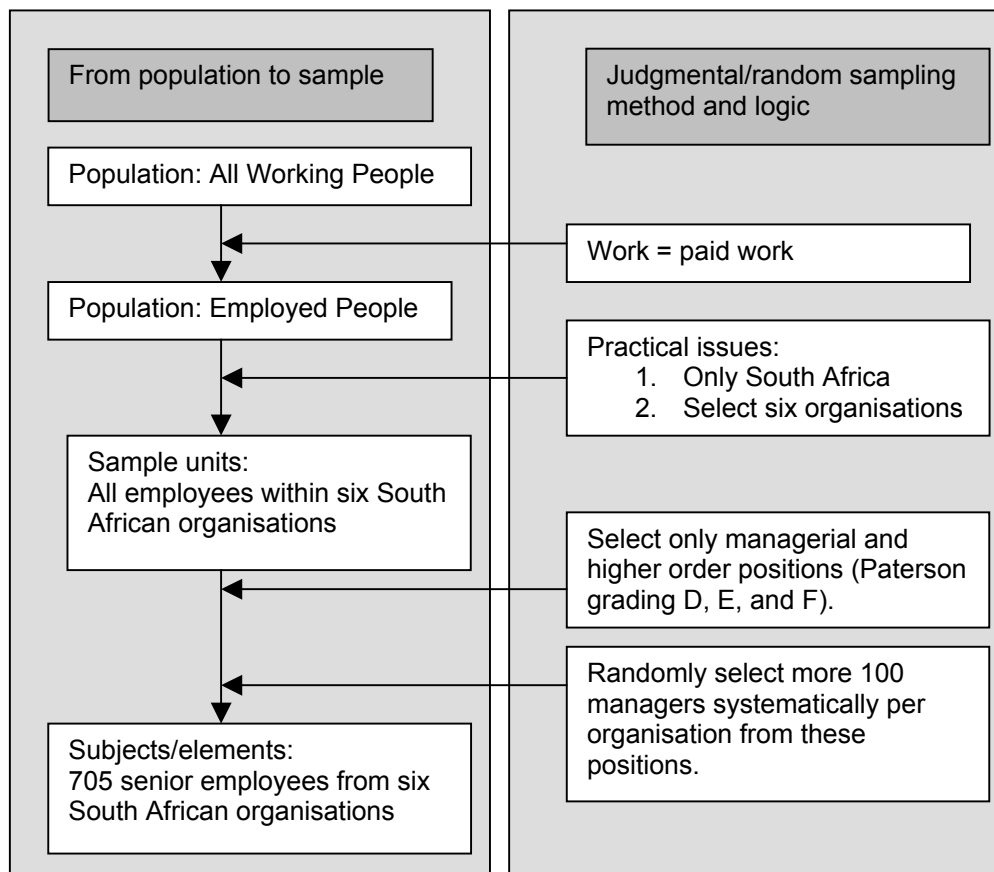 From population to sample
Population: All Working People
Population: Employed People
Sample units:
All employees within six South
African organisations
Subjects/elements:
705 senior employees from six
South African organisations
Judgmental/random sampling
method and logic
Work = paid work
Practical issues:
1. Only South Africa
2. Select six organisations
Select only managerial and
higher order positions (Paterson
grading D, E, and F).
Randomly select more 100
managers systematically per
organisation from these
positions.